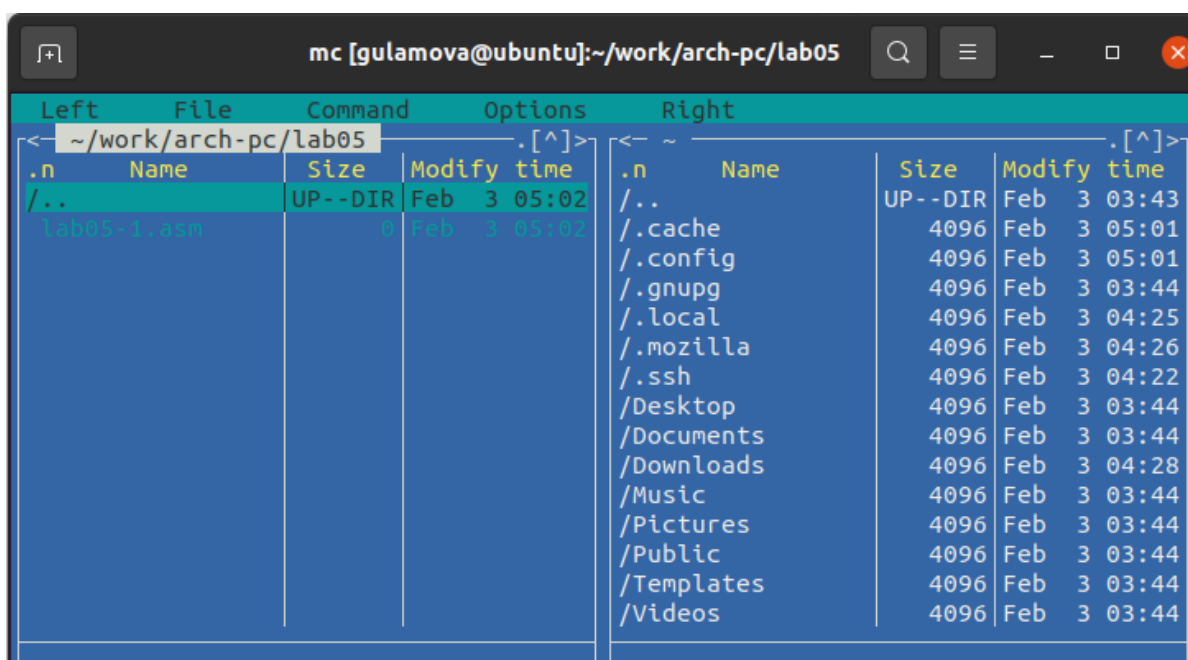 mc [gulamova@ubuntu]:~/work/arch-pc/lab05
Left File Command Options Right
<─ ~/work/arch-pc/lab05 ─.[^]>
.n Name Size Modify time
/.. UP--DIR Feb 3 05:02
lab05-1.asm 0 Feb 3 05:02
<─ ~ ─.[^]>
.n Name Size Modify time
/.. UP--DIR Feb 3 03:43
/.cache 4096 Feb 3 05:01
/.config 4096 Feb 3 05:01
/.gnupg 4096 Feb 3 03:44
/.local 4096 Feb 3 04:25
/.mozilla 4096 Feb 3 04:26
/.ssh 4096 Feb 3 04:22
/Desktop 4096 Feb 3 03:44
/Documents 4096 Feb 3 03:44
/Downloads 4096 Feb 3 04:28
/Music 4096 Feb 3 03:44
/Pictures 4096 Feb 3 03:44
/Public 4096 Feb 3 03:44
/Templates 4096 Feb 3 03:44
/Videos 4096 Feb 3 03:44